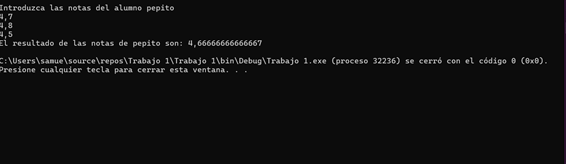 Introduzca las notas del alumno pepito
4,7
4,8
4,5
El resultado de las notas de pepito son: 4,66666666666667
C:\Users\samue\source\repos\Trabajo 1\Trabajo 1\bin\Debug\Trabajo 1.exe (proceso 32236) se cerró con el código 0 (0x0).
Presione cualquier tecla para cerrar esta ventana. . .